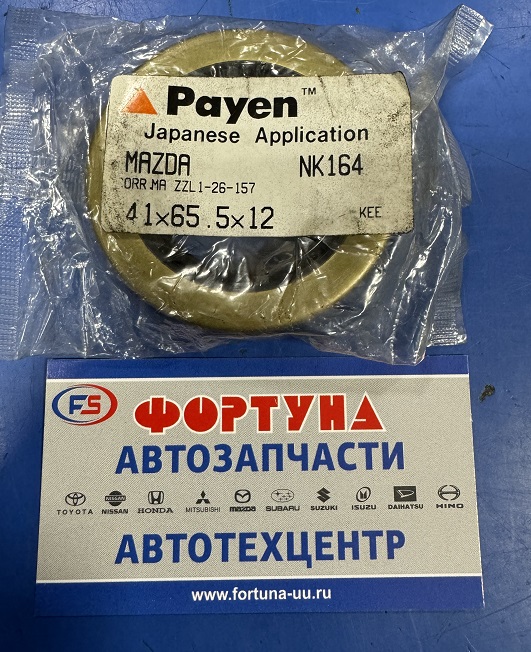 Payen™
Japanese Application
MAZDA NK164
ORR.MA ZZL1-26-157
41x65.5x12 KEE
FS ФОРТУНА
АВТОЗАПЧАСТИ
TOYOTA NISSAN HONDA MITSUBISHI mazda SUBARU SUZUKI ISUZU DAIHATSU HINO
АВТОТЕХЦЕНТР
www.fortuna-uu.ru